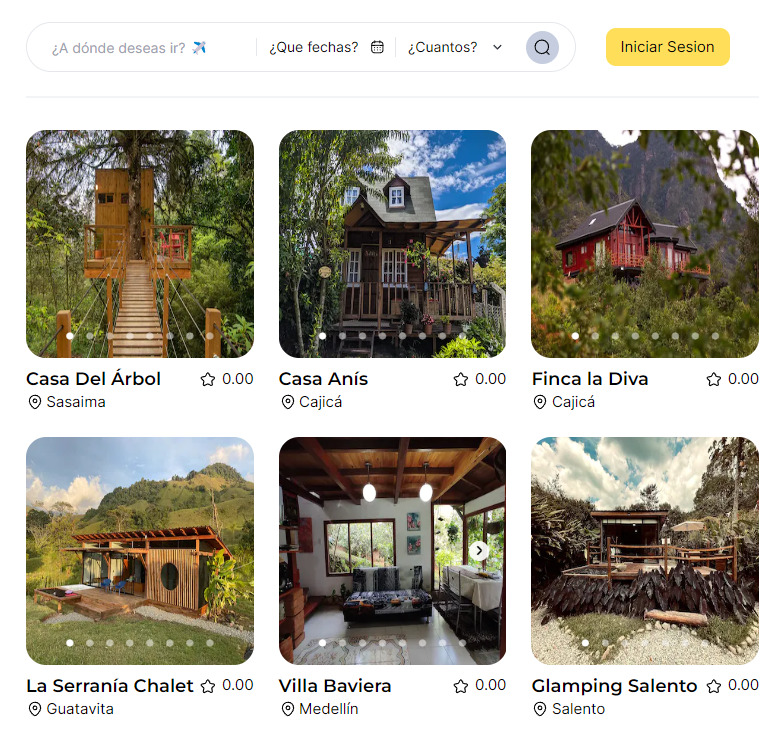 ¿A dónde deseas ir? ✈️
¿Que fechas?
¿Cuantos?
Iniciar Sesion
Casa Del Árbol
0.00
Sasaima
Casa Anís
0.00
Cajicá
Finca la Diva
0.00
Cajicá
La Serranía Chalet
0.00
Guatavita
Villa Baviera
0.00
Medellín
Glamping Salento
0.00
Salento